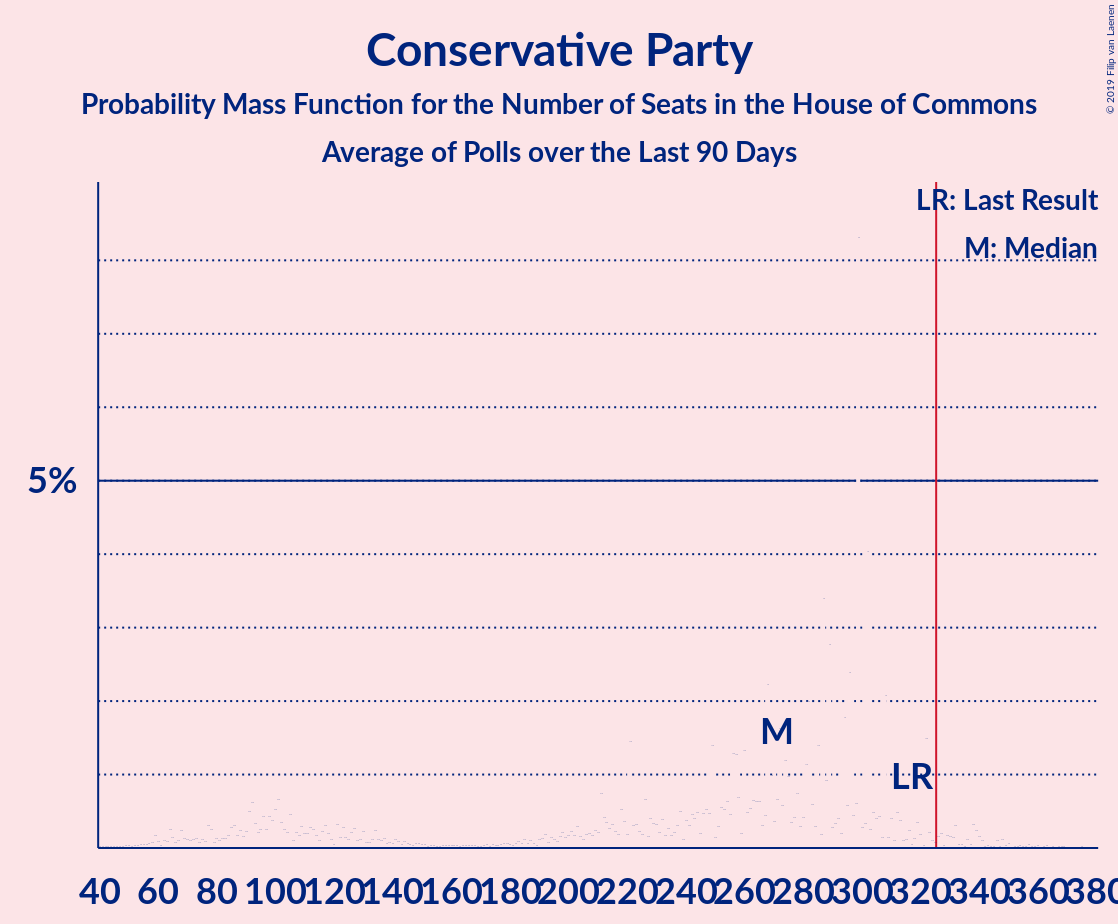 Conservative Party
Probability Mass Function for the Number of Seats in the House of Commons
Average of Polls over the Last 90 Days
© 2019 Filip van Laenen
LR: Last Result
M: Median
5%
M
LR
40 60 80 100 120 140 160 180 200 220 240 260 280 300 320 340 360 380